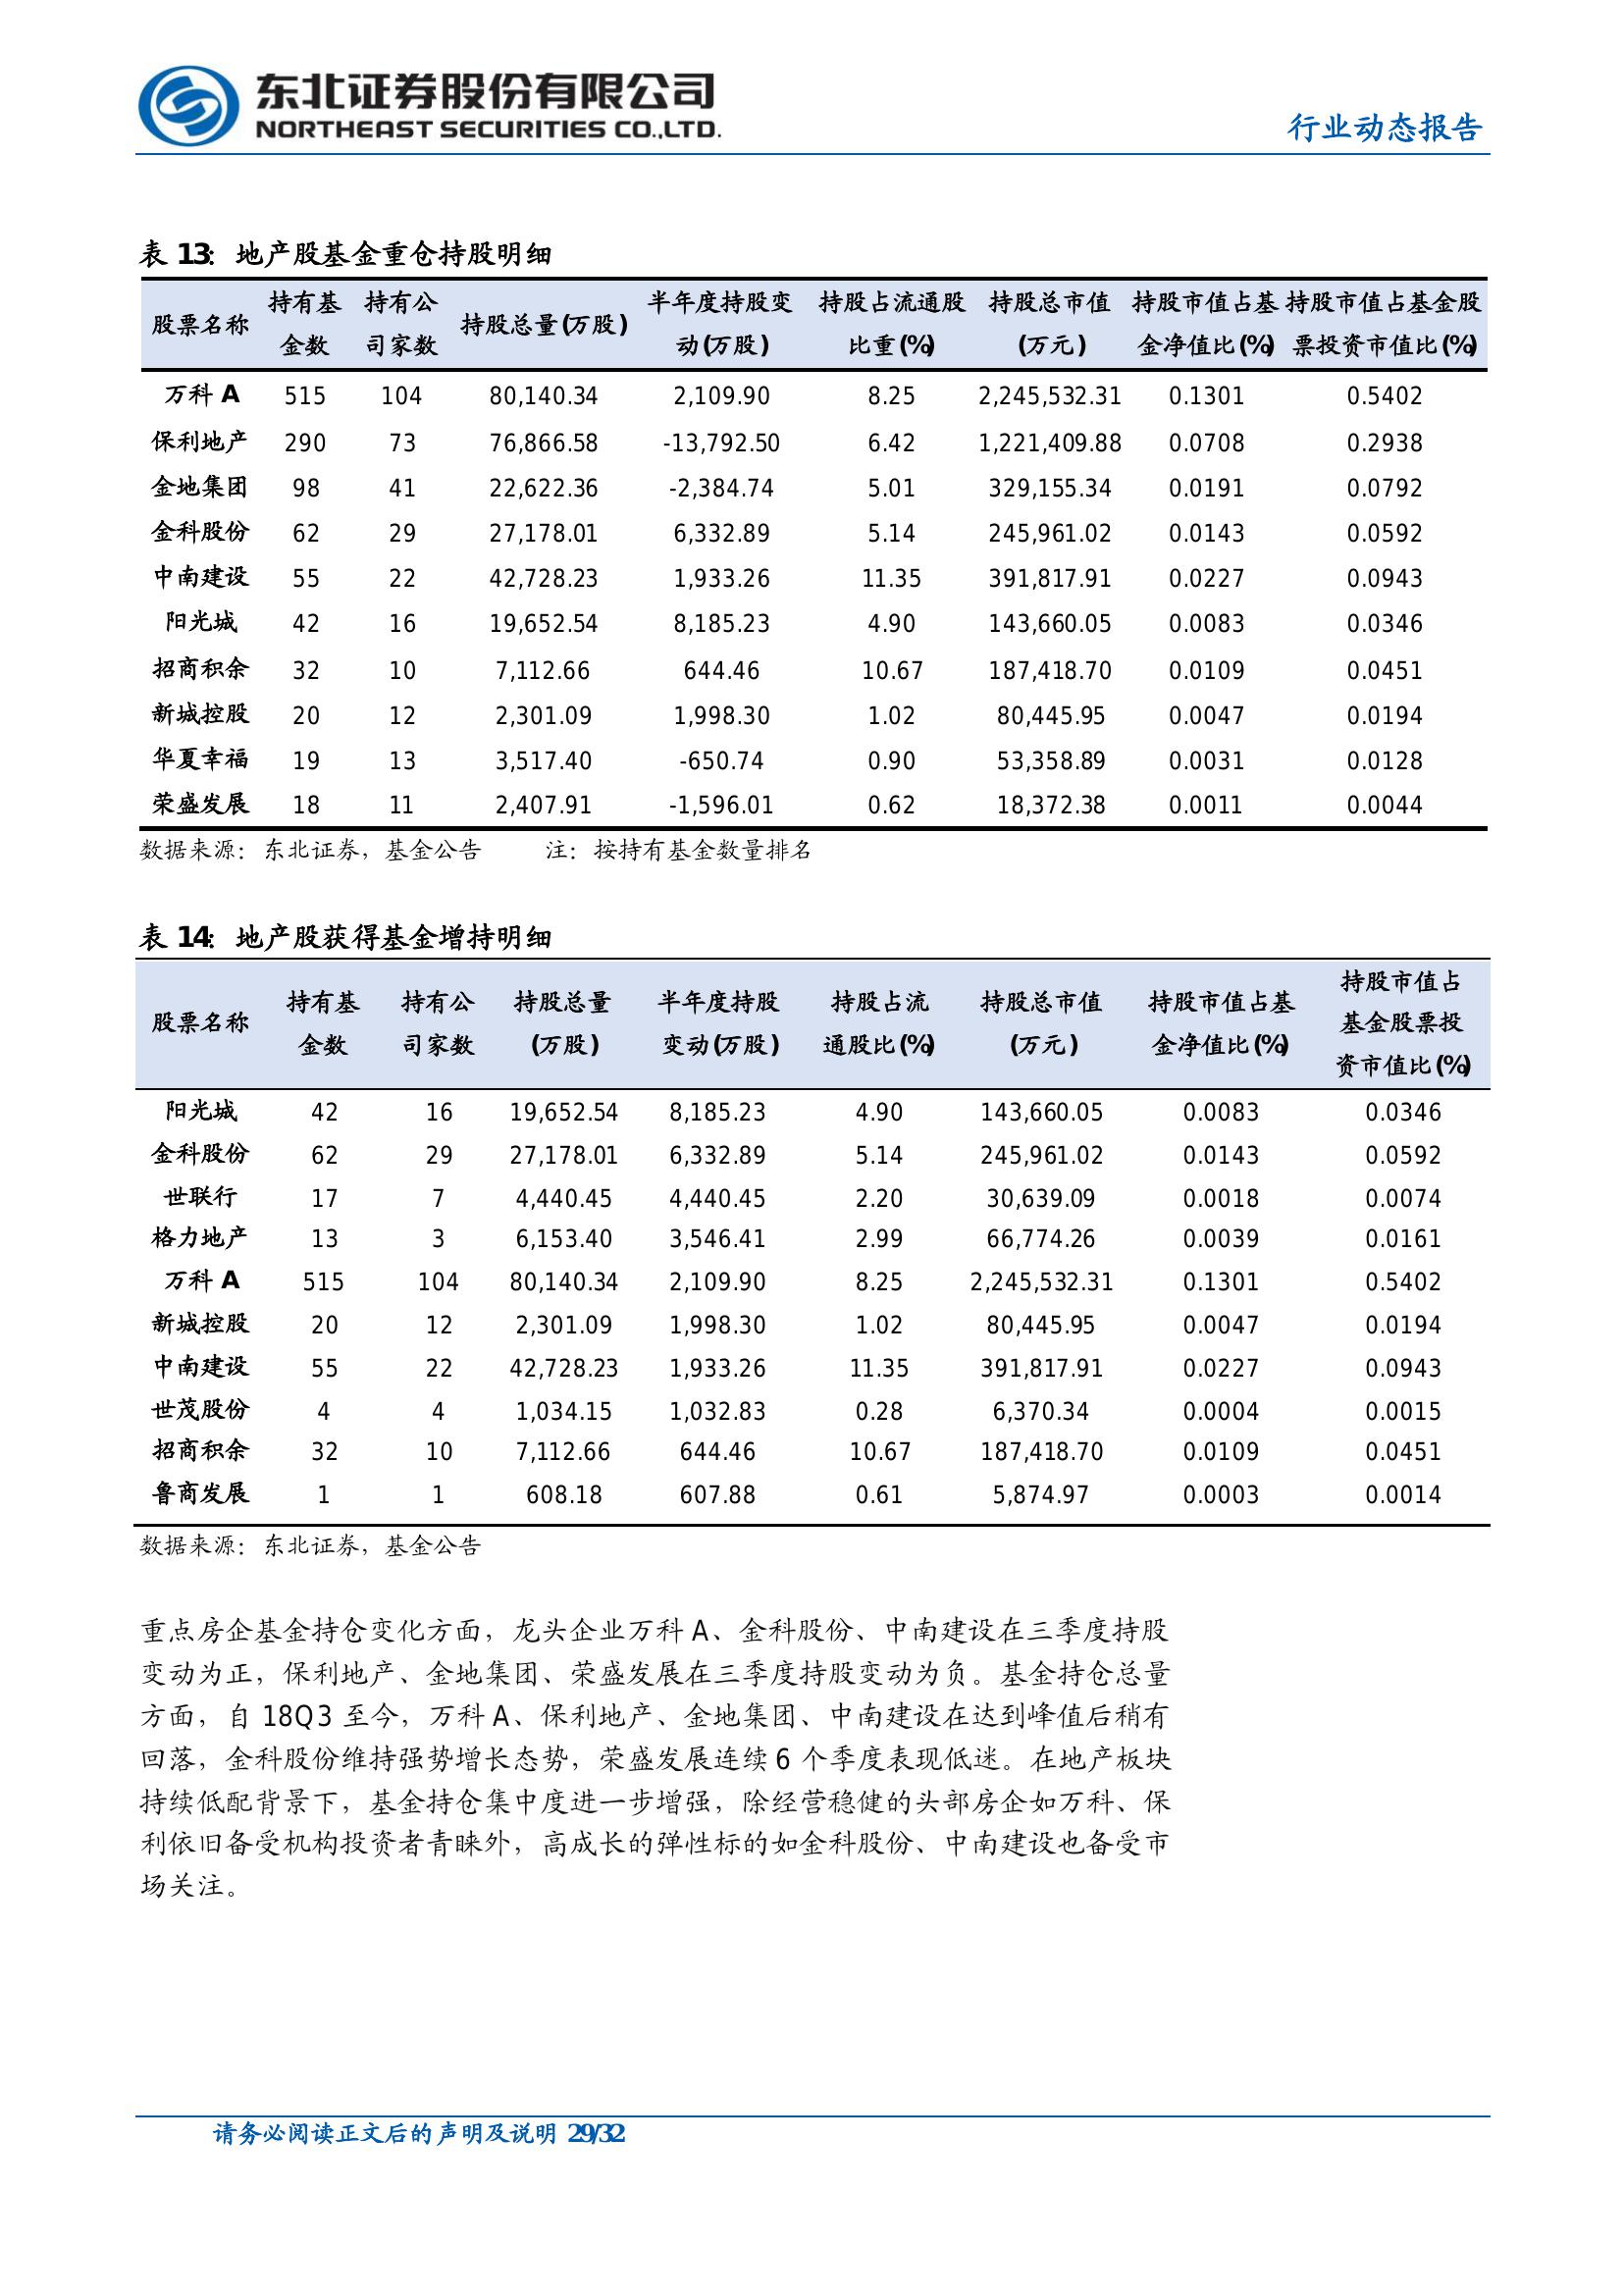 东北证券股份有限公司
NORTHEAST SECURITIES CO.,LTD.
行业动态报告
表 13：地产股基金重仓持股明细
股票名称 持有基金数 持有公司家数 持股总量(万股) 半年度持股变动(万股) 持股占流通股比重(%) 持股总市值(万元) 持股市值占基金净值比(%) 持股市值占基金股票投资市值比(%)
万科 A 515 104 80,140.34 2,109.90 8.25 2,245,532.31 0.1301 0.5402
保利地产 290 73 76,866.58 -13,792.50 6.42 1,221,409.88 0.0708 0.2938
金地集团 98 41 22,622.36 -2,384.74 5.01 329,155.34 0.0191 0.0792
金科股份 62 29 27,178.01 6,332.89 5.14 245,961.02 0.0143 0.0592
中南建设 55 22 42,728.23 1,933.26 11.35 391,817.91 0.0227 0.0943
阳光城 42 16 19,652.54 8,185.23 4.90 143,660.05 0.0083 0.0346
招商积余 32 10 7,112.66 644.46 10.67 187,418.70 0.0109 0.0451
新城控股 20 12 2,301.09 1,998.30 1.02 80,445.95 0.0047 0.0194
华夏幸福 19 13 3,517.40 -650.74 0.90 53,358.89 0.0031 0.0128
荣盛发展 18 11 2,407.91 -1,596.01 0.62 18,372.38 0.0011 0.0044
数据来源：东北证券，基金公告 注：按持有基金数量排名
表 14：地产股获得基金增持明细
股票名称 持有基金数 持有公司家数 持股总量(万股) 半年度持股变动(万股) 持股占流通股比(%) 持股总市值(万元) 持股市值占基金净值比(%) 持股市值占基金股票投资市值比(%)
阳光城 42 16 19,652.54 8,185.23 4.90 143,660.05 0.0083 0.0346
金科股份 62 29 27,178.01 6,332.89 5.14 245,961.02 0.0143 0.0592
世联行 17 7 4,440.45 4,440.45 2.20 30,639.09 0.0018 0.0074
格力地产 13 3 6,153.40 3,546.41 2.99 66,774.26 0.0039 0.0161
万科 A 515 104 80,140.34 2,109.90 8.25 2,245,532.31 0.1301 0.5402
新城控股 20 12 2,301.09 1,998.30 1.02 80,445.95 0.0047 0.0194
中南建设 55 22 42,728.23 1,933.26 11.35 391,817.91 0.0227 0.0943
世茂股份 4 4 1,034.15 1,032.83 0.28 6,370.34 0.0004 0.0015
招商积余 32 10 7,112.66 644.46 10.67 187,418.70 0.0109 0.0451
鲁商发展 1 1 608.18 607.88 0.61 5,874.97 0.0003 0.0014
数据来源：东北证券，基金公告
重点房企基金持仓变化方面，龙头企业万科 A、金科股份、中南建设在三季度持股
变动为正，保利地产、金地集团、荣盛发展在三季度持股变动为负。基金持仓总量
方面，自 18Q3 至今，万科 A、保利地产、金地集团、中南建设在达到峰值后稍有
回落，金科股份维持强势增长态势，荣盛发展连续 6 个季度表现低迷。在地产板块
持续低配背景下，基金持仓集中度进一步增强，除经营稳健的头部房企如万科、保
利依旧备受机构投资者青睐外，高成长的弹性标的如金科股份、中南建设也备受市
场关注。
请务必阅读正文后的声明及说明 29/32